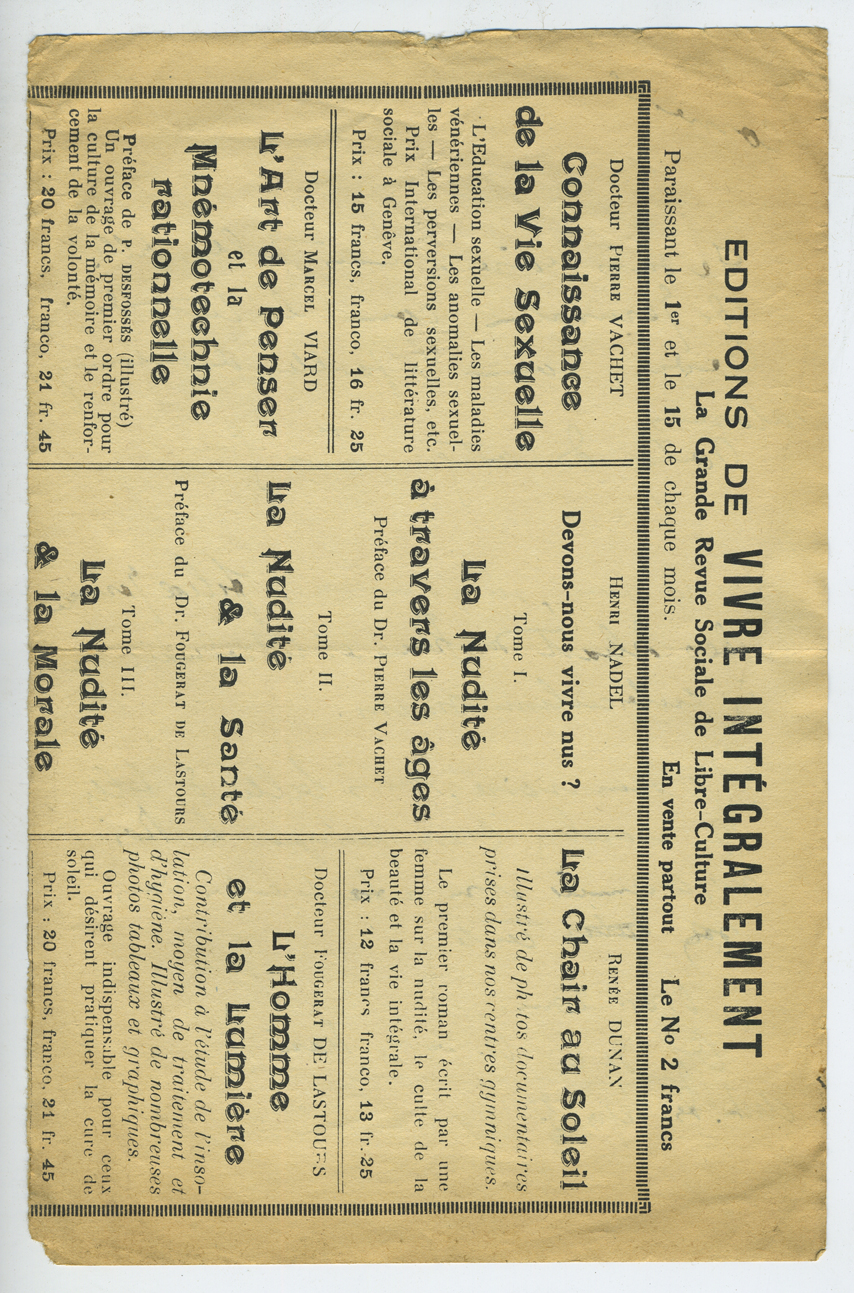 EDITIONS DE VIVRE INTÉGRALEMENT
La Grande Revue Sociale de Libre-Culture
Paraissant le 1er et le 15 de chaque mois. En vente partout Le No 2 francs
Docteur PIERRE VACHET
Connaissance
de la Vie Sexuelle
L'Education sexuelle — Les maladies
vénériennes — Les anomalies sexuel-
les — Les perversions sexuelles, etc.
Prix International de littérature
sociale à Genêve.
Prix : 15 francs, franco, 16 fr. 25
Docteur MARCEL VIARD
L'Art de Penser
et la
Mnémotechnie
rationnelle
Préface de P. DESFOSSÉS (illustré)
Un ouvrage de premier ordre pour
la culture de la mémoire et le renfor-
cement de la volonté.
Prix : 20 francs, franco, 21 fr. 45
HENRI NADEL
Devons-nous vivre nus ?
Tome I.
La Nudité
à travers les âges
Préface du Dr. PIERRE VACHET
Tome II.
La Nudité
& la Santé
Préface du Dr. FOUGERAT DE LASTOURS
Tome III.
La Nudité
& la Morale
RENÉE DUNAN
La Chair au Soleil
Illustré de photos documentaires
prises dans nos centres gymniques.
Le premier roman écrit par une
femme sur la nudité, le culte de la
beauté et la vie intégrale.
Prix : 12 francs, franco, 13 fr. 25
Docteur FOUGERAT DE LASTOURS
L'Homme
et la Lumière
Contribution à l'étude de l'inso-
lation, moyen de traitement et
d'hygiène. Illustré de nombreuses
photos tableaux et graphiques.
Ouvrage indispensable pour ceux
qui désirent pratiquer la cure de
soleil.
Prix : 20 francs, franco, 21 fr. 45